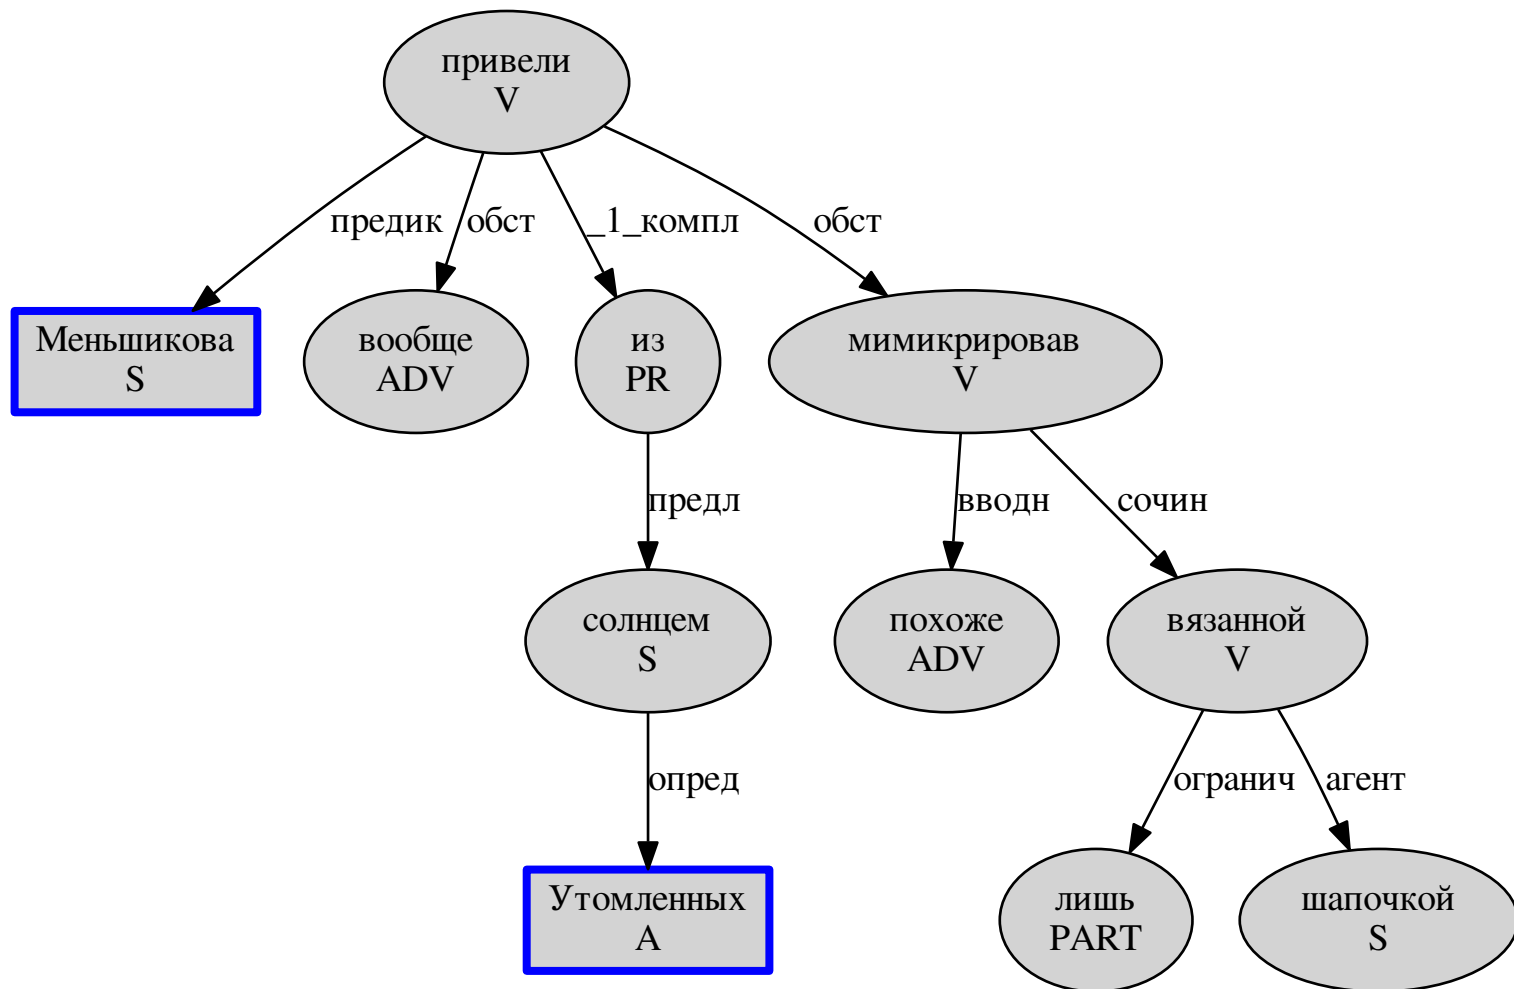 привели
V
предик
обст
_1_компл
обст
Меньшикова
S
вообще
ADV
из
PR
мимикрировав
V
предл
вводн
сочин
солнцем
S
похоже
ADV
вязанной
V
опред
огранич
агент
Утомленных
A
лишь
PART
шапочкой
S